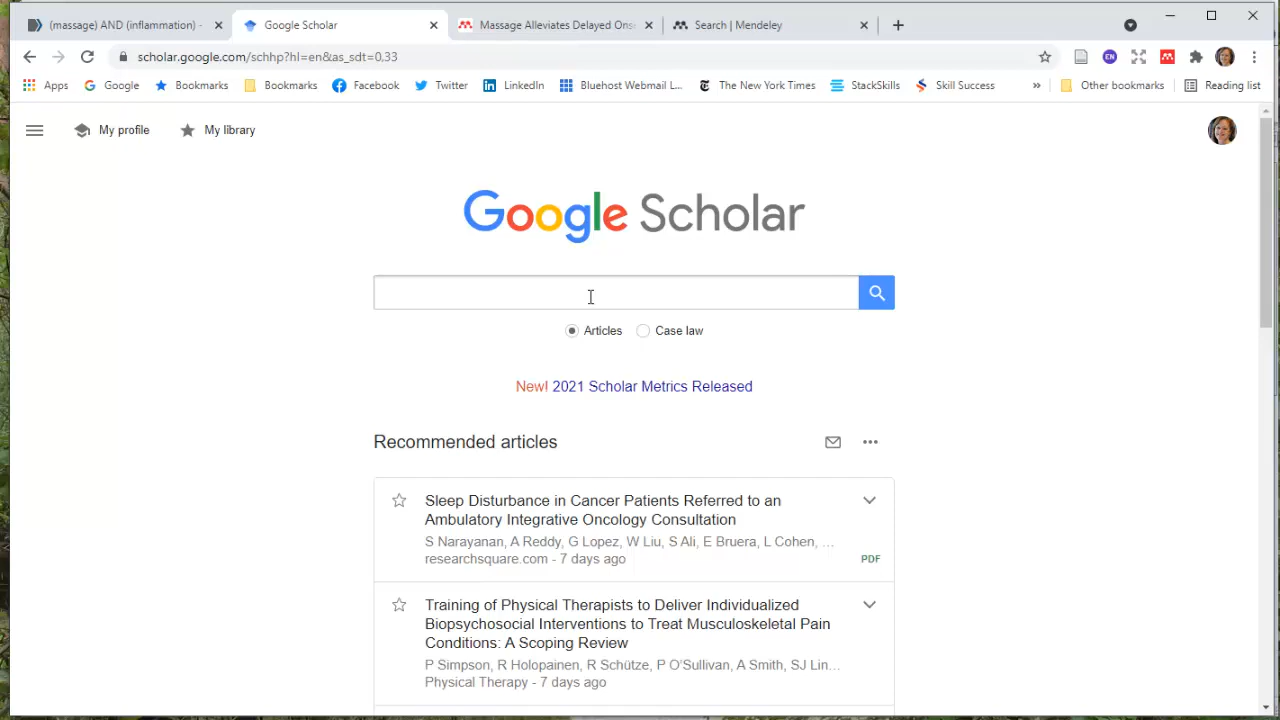 (massage) AND (inflammation) -
Google Scholar
Massage Alleviates Delayed Ons
Search | Mendeley
scholar.google.com/schhp?hl=en&as_sdt=0,33
EN
Apps
Google
Bookmarks
Bookmarks
Facebook
Twitter
LinkedIn
Bluehost Webmail L...
The New York Times
StackSkills
Skill Success
»
Other bookmarks
Reading list
My profile
My library
Google Scholar
Articles
Case law
New! 2021 Scholar Metrics Released
Recommended articles
Sleep Disturbance in Cancer Patients Referred to an
Ambulatory Integrative Oncology Consultation
S Narayanan, A Reddy, G Lopez, W Liu, S Ali, E Bruera, L Cohen, ...
researchsquare.com - 7 days ago
PDF
Training of Physical Therapists to Deliver Individualized
Biopsychosocial Interventions to Treat Musculoskeletal Pain
Conditions: A Scoping Review
P Simpson, R Holopainen, R Schütze, P O'Sullivan, A Smith, SJ Lin...
Physical Therapy - 7 days ago